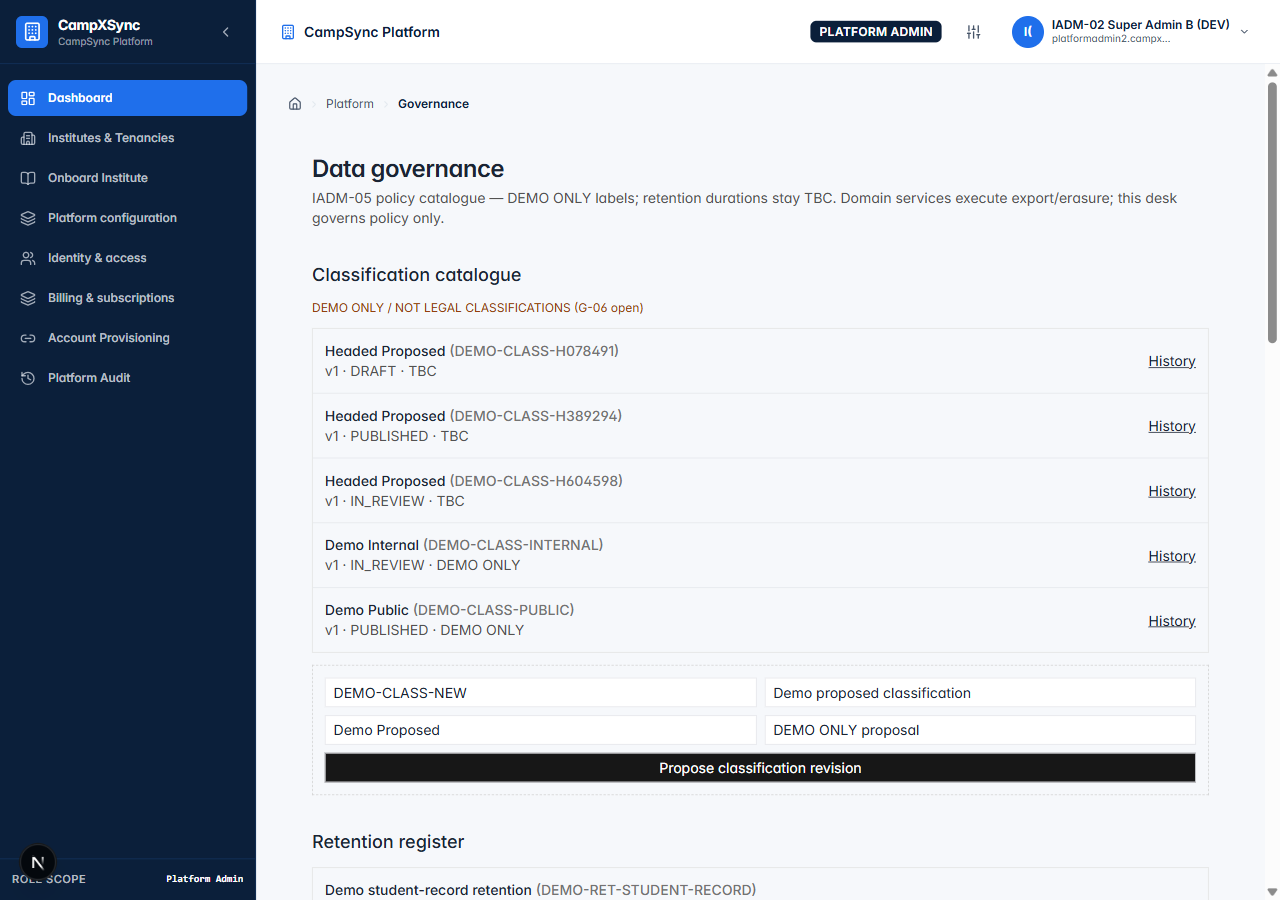 CampXSync
CampSync Platform
Dashboard
Institutes & Tenancies
Onboard Institute
Platform configuration
Identity & access
Billing & subscriptions
Account Provisioning
Platform Audit
N
SCOPE
Platform Admin
CampSync Platform
PLATFORM ADMIN
I(
IADM-02 Super Admin B (DEV)
platformadmin2.campx...
Platform
Governance
Data governance
IADM-05 policy catalogue — DEMO ONLY labels; retention durations stay TBC. Domain services execute export/erasure; this desk
governs policy only.
Classification catalogue
DEMO ONLY / NOT LEGAL CLASSIFICATIONS (G-06 open)
Headed Proposed (DEMO-CLASS-H078491)
v1 · DRAFT · TBC
History
Headed Proposed (DEMO-CLASS-H389294)
v1 · PUBLISHED · TBC
History
Headed Proposed (DEMO-CLASS-H604598)
v1 · IN_REVIEW · TBC
History
Demo Internal (DEMO-CLASS-INTERNAL)
v1 · IN_REVIEW · DEMO ONLY
History
Demo Public (DEMO-CLASS-PUBLIC)
v1 · PUBLISHED · DEMO ONLY
History
DEMO-CLASS-NEW
Demo proposed classification
Demo Proposed
DEMO ONLY proposal
Propose classification revision
Retention register
Demo student-record retention (DEMO-RET-STUDENT-RECORD)